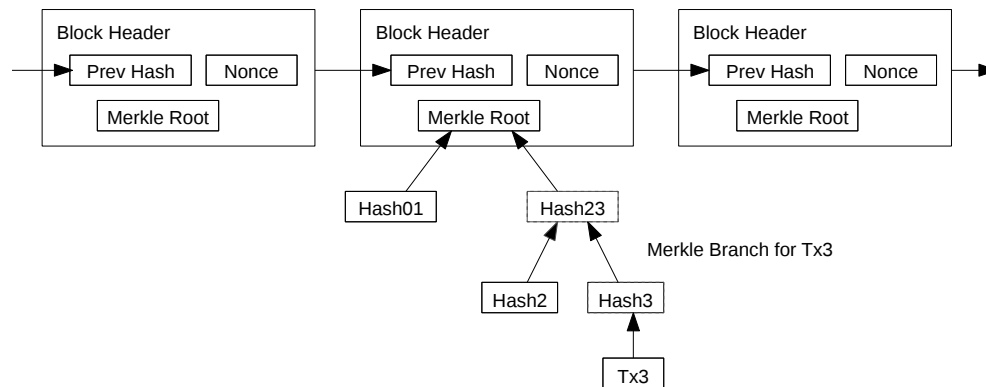 Block Header Block Header Block Header
Prev Hash Nonce Prev Hash Nonce Prev Hash Nonce
Merkle Root Merkle Root Merkle Root
Hash01 Hash23
Merkle Branch for Tx3
Hash2 Hash3
Tx3